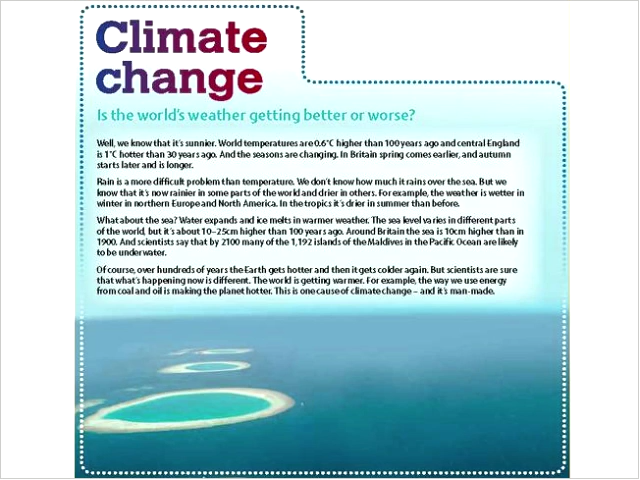 Climate
change
Is the world's weather getting better or worse?
Well, we know that it's sunnier. World temperatures are 0.6°C higher than 100 years ago and central England
is 1°C hotter than 30 years ago. And the seasons are changing. In Britain spring comes earlier, and autumn
starts later and is longer.
Rain is a more difficult problem than temperature. We don't know how much it rains over the sea. But we
know that it's now rainier in some parts of the world and drier in others. For example, the weather is wetter in
winter in northern Europe and North America. In the tropics it's drier in summer than before.
What about the sea? Water expands and ice melts in warmer weather. The sea level varies in different parts
of the world, but it's about 10–25cm higher than 100 years ago. Around Britain the sea is 10cm higher than in
1900. And scientists say that by 2100 many of the 1,192 islands of the Maldives in the Pacific Ocean are likely
to be underwater.
Of course, over hundreds of years the Earth gets hotter and then it gets colder again. But scientists are sure
that what's happening now is different. The world is getting warmer. For example, the way we use energy
from coal and oil is making the planet hotter. This is one cause of climate change – and it's man-made.